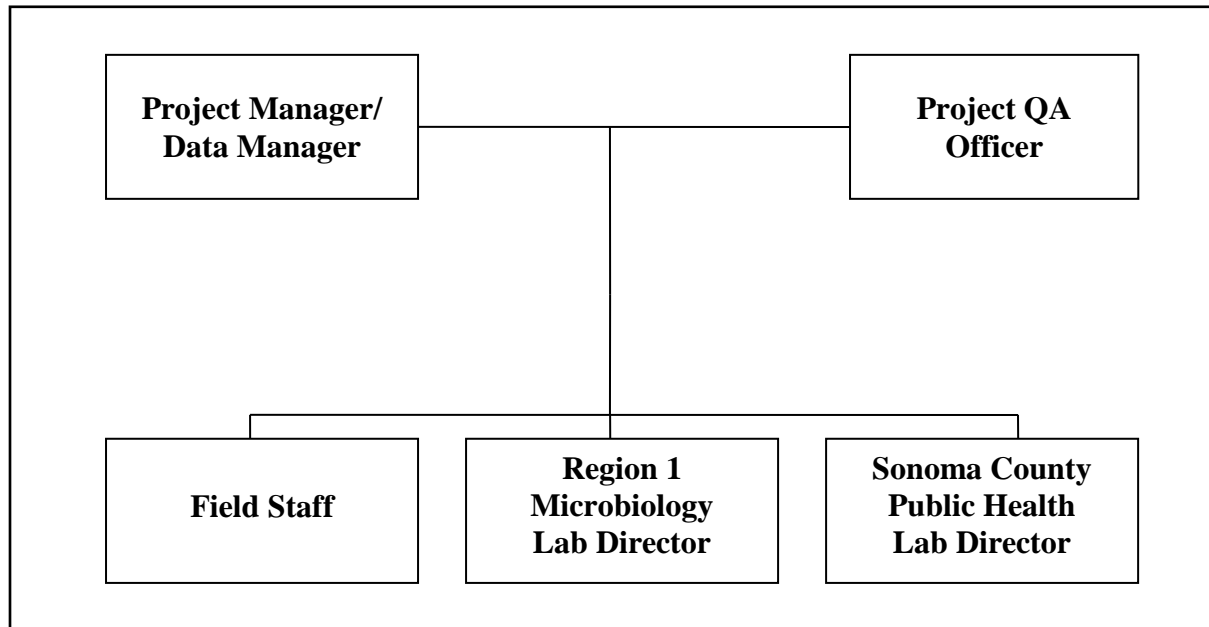 Project Manager/
Data Manager
Project QA
Officer
Field Staff
Region 1
Microbiology
Lab Director
Sonoma County
Public Health
Lab Director